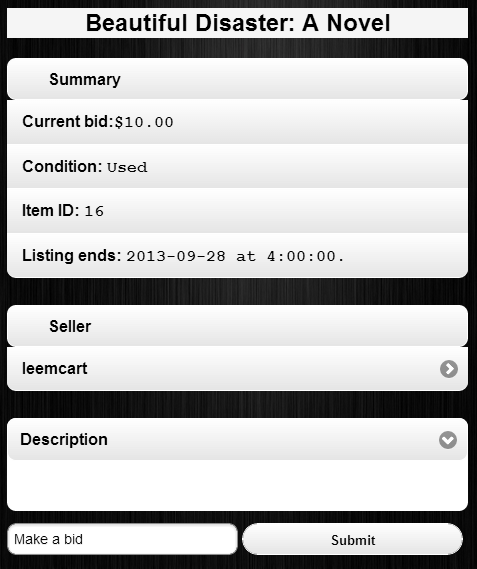 Beautiful Disaster: A Novel
Summary
Current bid:$10.00
Condition: Used
Item ID: 16
Listing ends: 2013-09-28 at 4:00:00.
Seller
leemcart
Description
Make a bid Submit